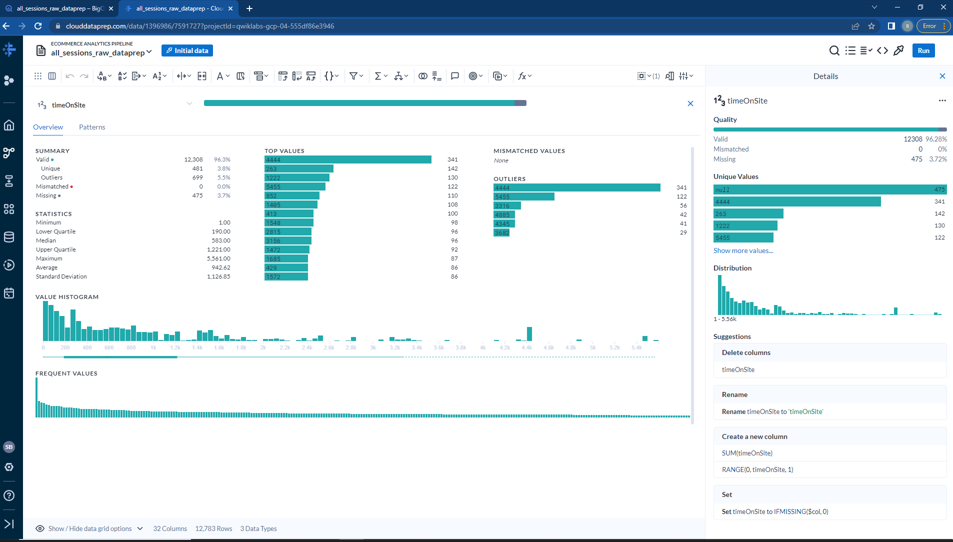 all_sessions_raw_dataprep – BigC
all_sessions_raw_dataprep - Clou
clouddataprep.com/data/1396986/7591727?projectId=qwiklabs-gcp-04-555df86e3946
Error
ECOMMERCE ANALYTICS PIPELINE
all_sessions_raw_dataprep
Initial data
Run
(1)
Details
timeOnSite
Overview
Patterns
SUMMARY
Valid 12,308 96.3%
Unique 481 3.8%
Outliers 699 5.5%
Mismatched 0 0.0%
Missing 475 3.7%
STATISTICS
Minimum 1.00
Lower Quartile 190.00
Median 583.00
Upper Quartile 1,221.00
Maximum 5,561.00
Average 942.62
Standard Deviation 1,126.85
TOP VALUES
4444 341
263 142
1222 130
5455 122
852 110
1485 108
413 100
1548 98
2815 96
3156 96
1472 92
1665 87
429 86
1572 86
MISMATCHED VALUES
None
OUTLIERS
4444 341
5455 122
3316 56
4085 42
4345 41
3682 29
VALUE HISTOGRAM
0 200 400 600 800 1k 1.2k 1.4k 1.6k 1.8k 2k 2.2k 2.4k 2.6k 2.8k 3k 3.2k 3.4k 3.6k 3.8k 4k 4.2k 4.4k 4.6k 4.8k 5k 5.2k 5.4k
FREQUENT VALUES
timeOnSite
Quality
Valid 12308 96.28%
Mismatched 0 0%
Missing 475 3.72%
Unique Values
null 475
4444 341
263 142
1222 130
5455 122
Show more values...
Distribution
1 - 5.56k
Suggestions
Delete columns
timeOnSite
Rename
Rename timeOnSite to 'timeOnSite'
Create a new column
SUM(timeOnSite)
RANGE(0, timeOnSite, 1)
Set
Set timeOnSite to IFMISSING($col, 0)
SB
Show / Hide data grid options
32 Columns
12,783 Rows
3 Data Types